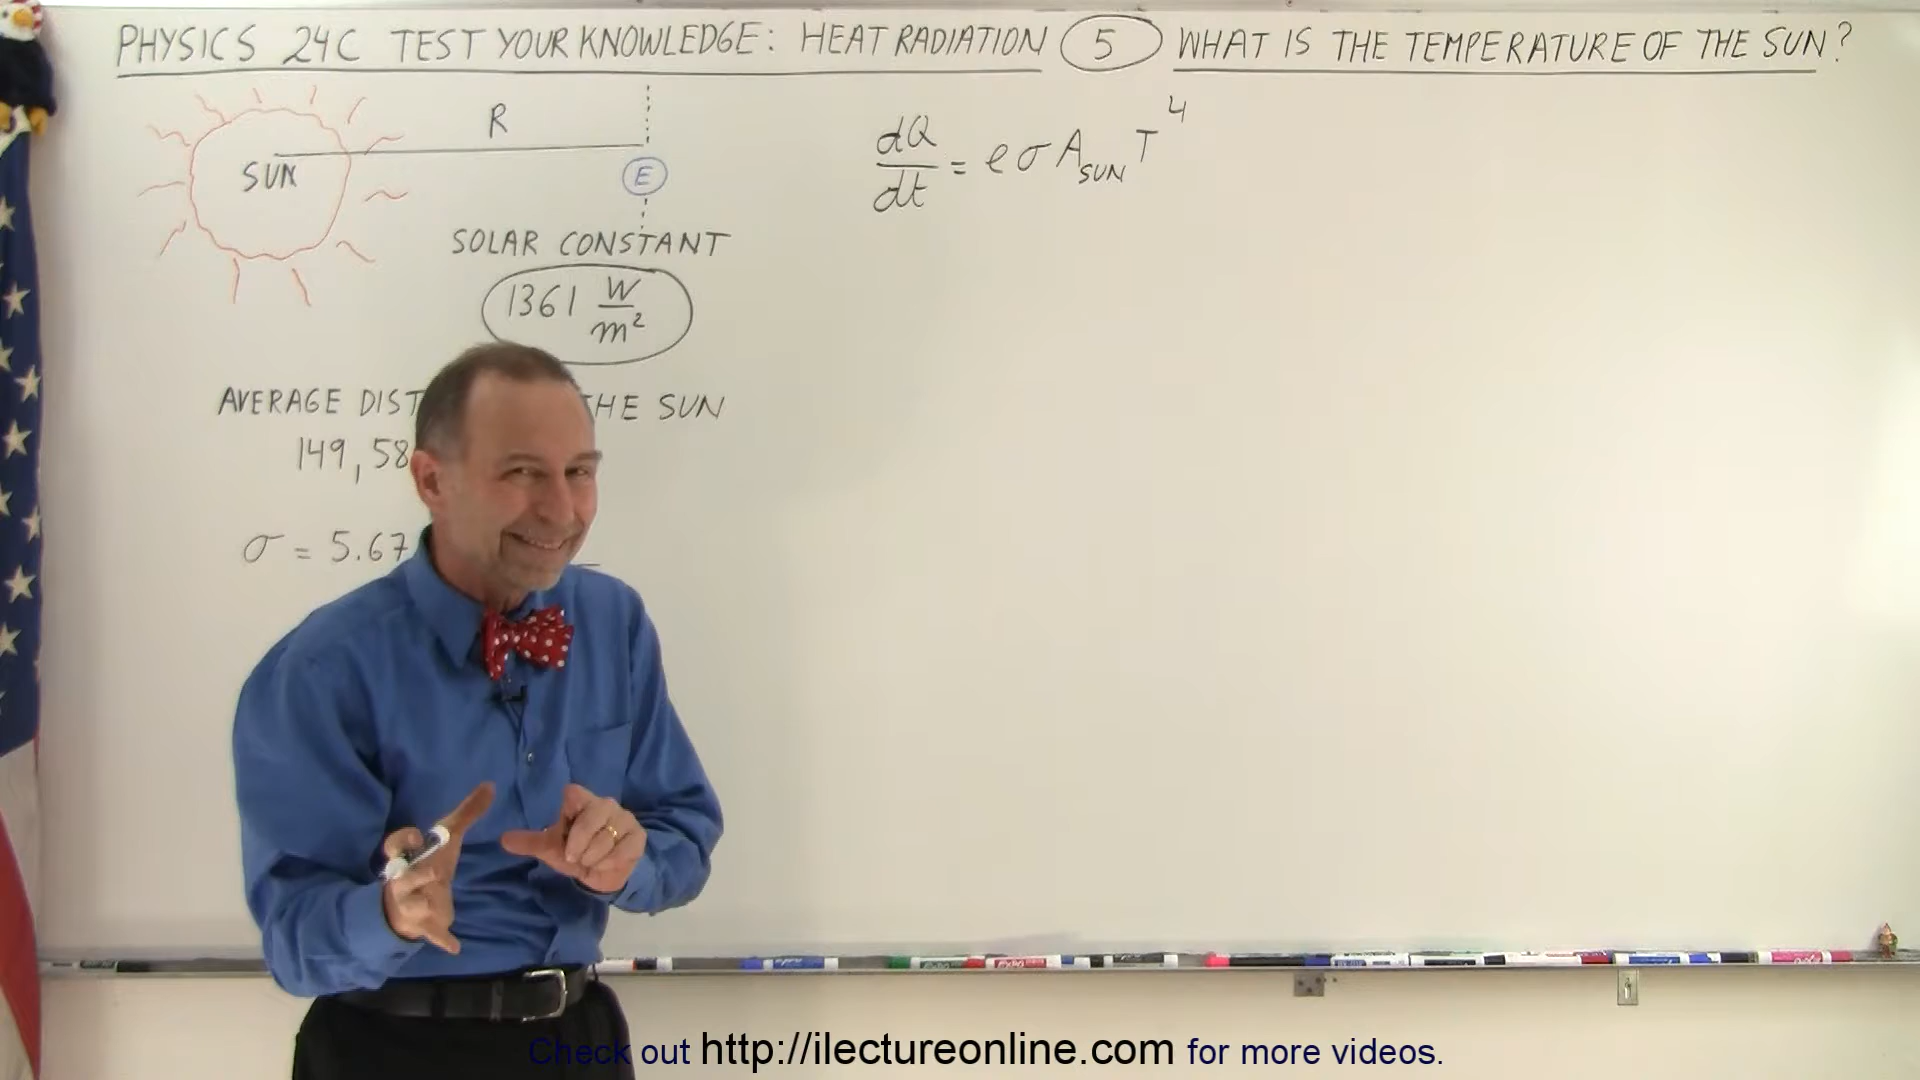 PHYSICS 24C TEST YOUR KNOWLEDGE: HEAT RADIATION 5 WHAT IS THE TEMPERATURE OF THE SUN?
R
SUN
E
dQ/dt = e σ A_SUN T^4
SOLAR CONSTANT
1361 W/m²
AVERAGE DIST THE SUN
149,58
σ = 5.67
Check out http://ilectureonline.com for more videos.